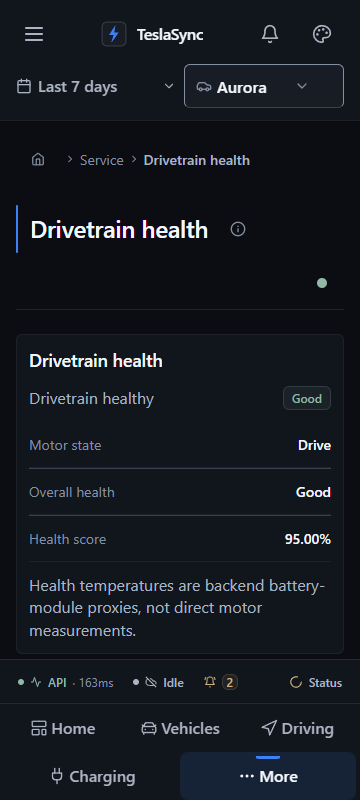 TeslaSync
Last 7 days
Aurora
Service
Drivetrain health
Drivetrain health
Drivetrain health
Drivetrain healthy
Good
Motor state
Drive
Overall health
Good
Health score
95.00%
Health temperatures are backend battery-
module proxies, not direct motor
measurements.
API · 163ms
Idle
2
Status
Home
Vehicles
Driving
Charging
More